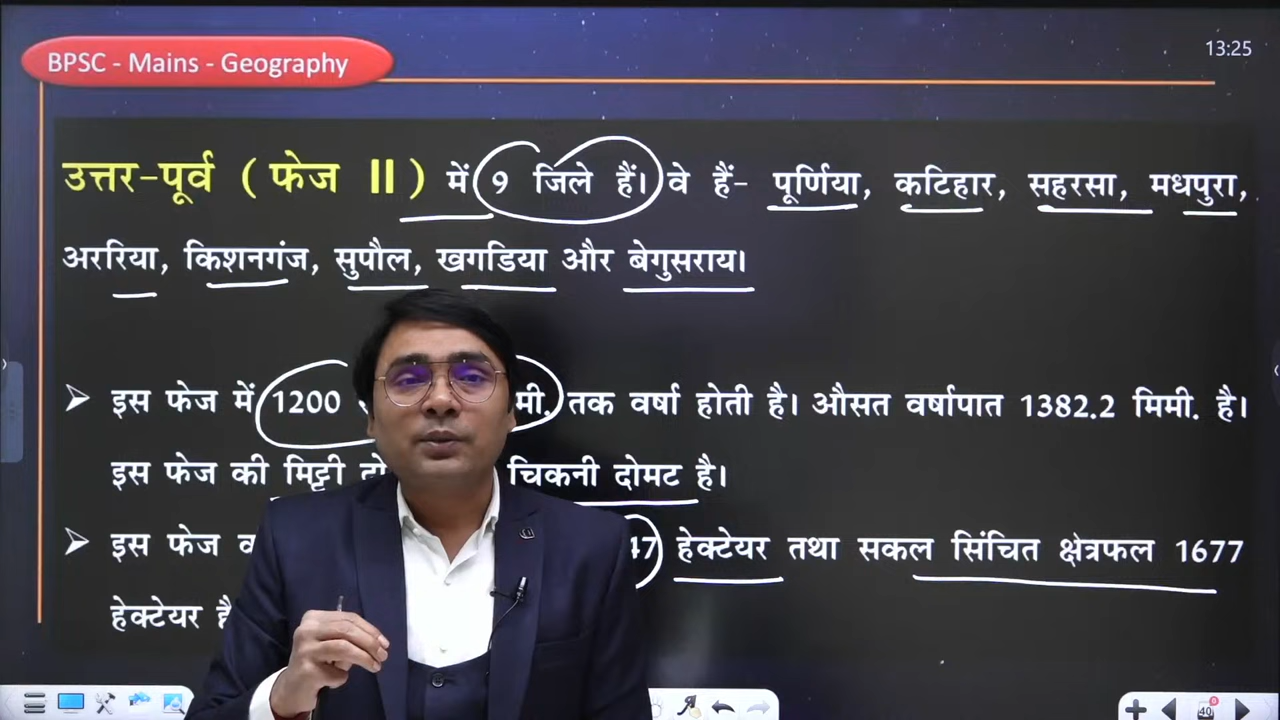 BPSC - Mains - Geography
13:25
उत्तर-पूर्व ( फेज II ) में 9 जिले हैं। वे हैं- पूर्णिया, कटिहार, सहरसा, मधपुरा,
अररिया, किशनगंज, सुपौल, खगडिया और बेगुसराय।
इस फेज में 1200 मी. तक वर्षा होती है। औसत वर्षापात 1382.2 मिमी. है।
इस फेज की मिट्टी चिकनी दोमट है।
इस फेज 47 हेक्टेयर तथा सकल सिंचित क्षेत्रफल 1677
हेक्टेयर
40